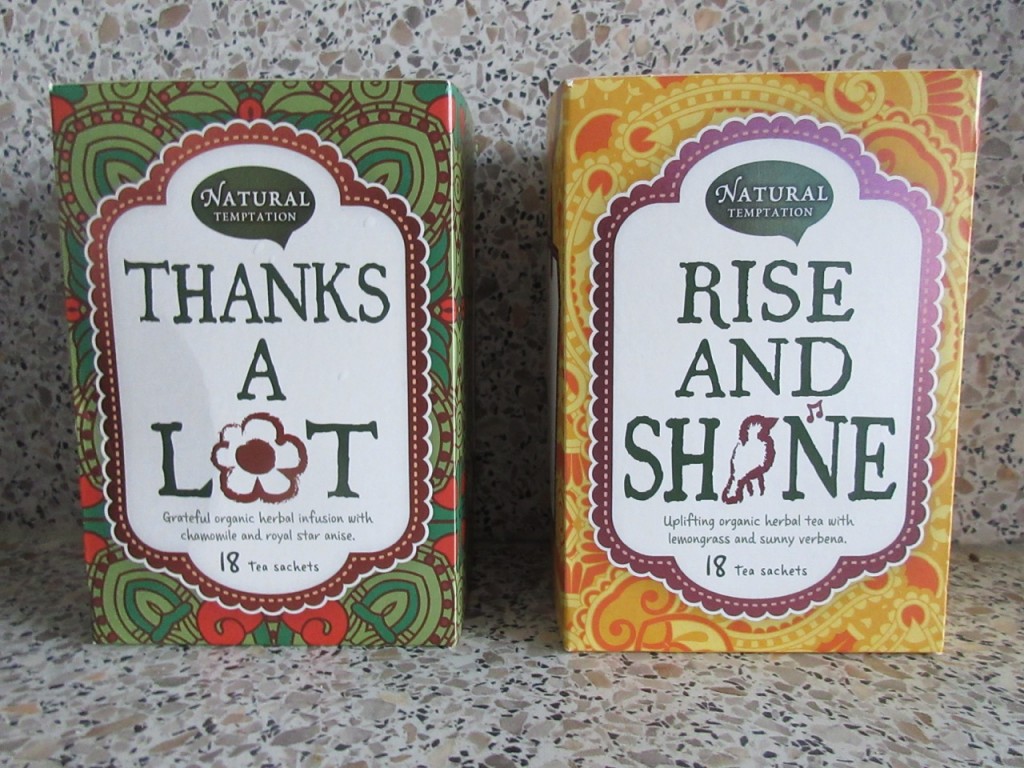 NATURAL
TEMPTATION
THANKS
A
LOT
Grateful organic herbal infusion with
chamomile and royal star anise.
18 Tea sachets
NATURAL
TEMPTATION
RISE
AND
SHINE
Uplifting organic herbal tea with
lemongrass and sunny verbena.
18 Tea sachets